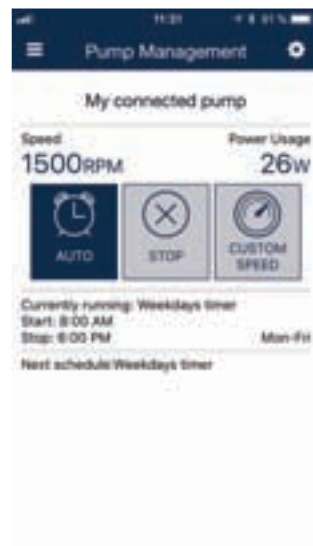 11:31 61%
Pump Management
My connected pump
Speed Power Usage
1500RPM 26W
AUTO STOP CUSTOM SPEED
Currently running: Weekdays timer
Start: 8:00 AM
Stop: 6:00 PM Mon-Fri
Next schedule:Weekdays timer